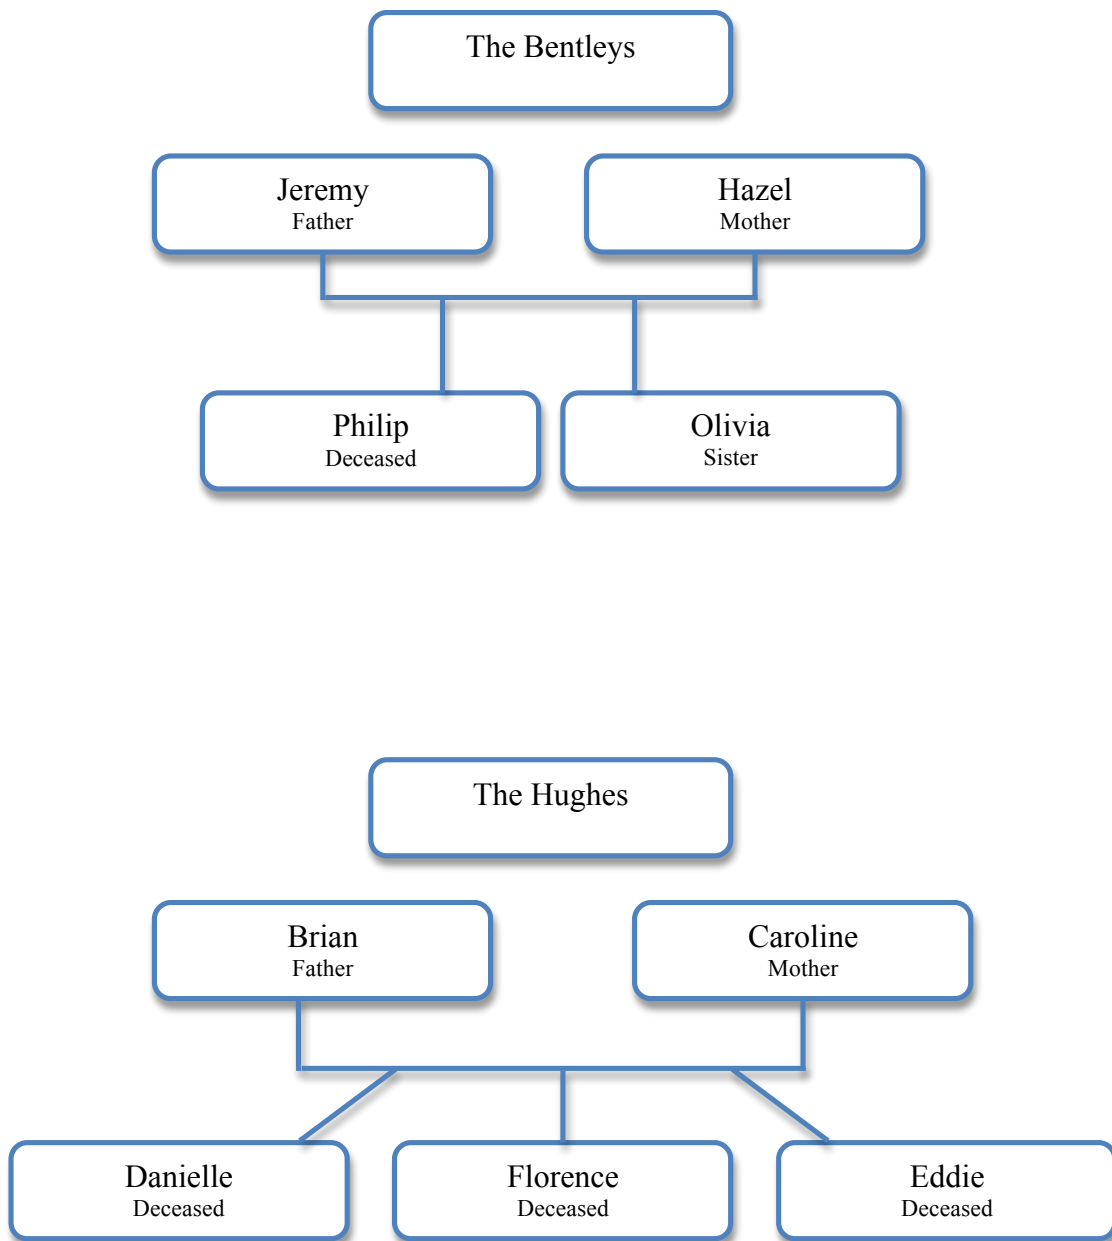 The Bentleys
Jeremy
Father
Hazel
Mother
Philip
Deceased
Olivia
Sister
The Hughes
Brian
Father
Caroline
Mother
Danielle
Deceased
Florence
Deceased
Eddie
Deceased